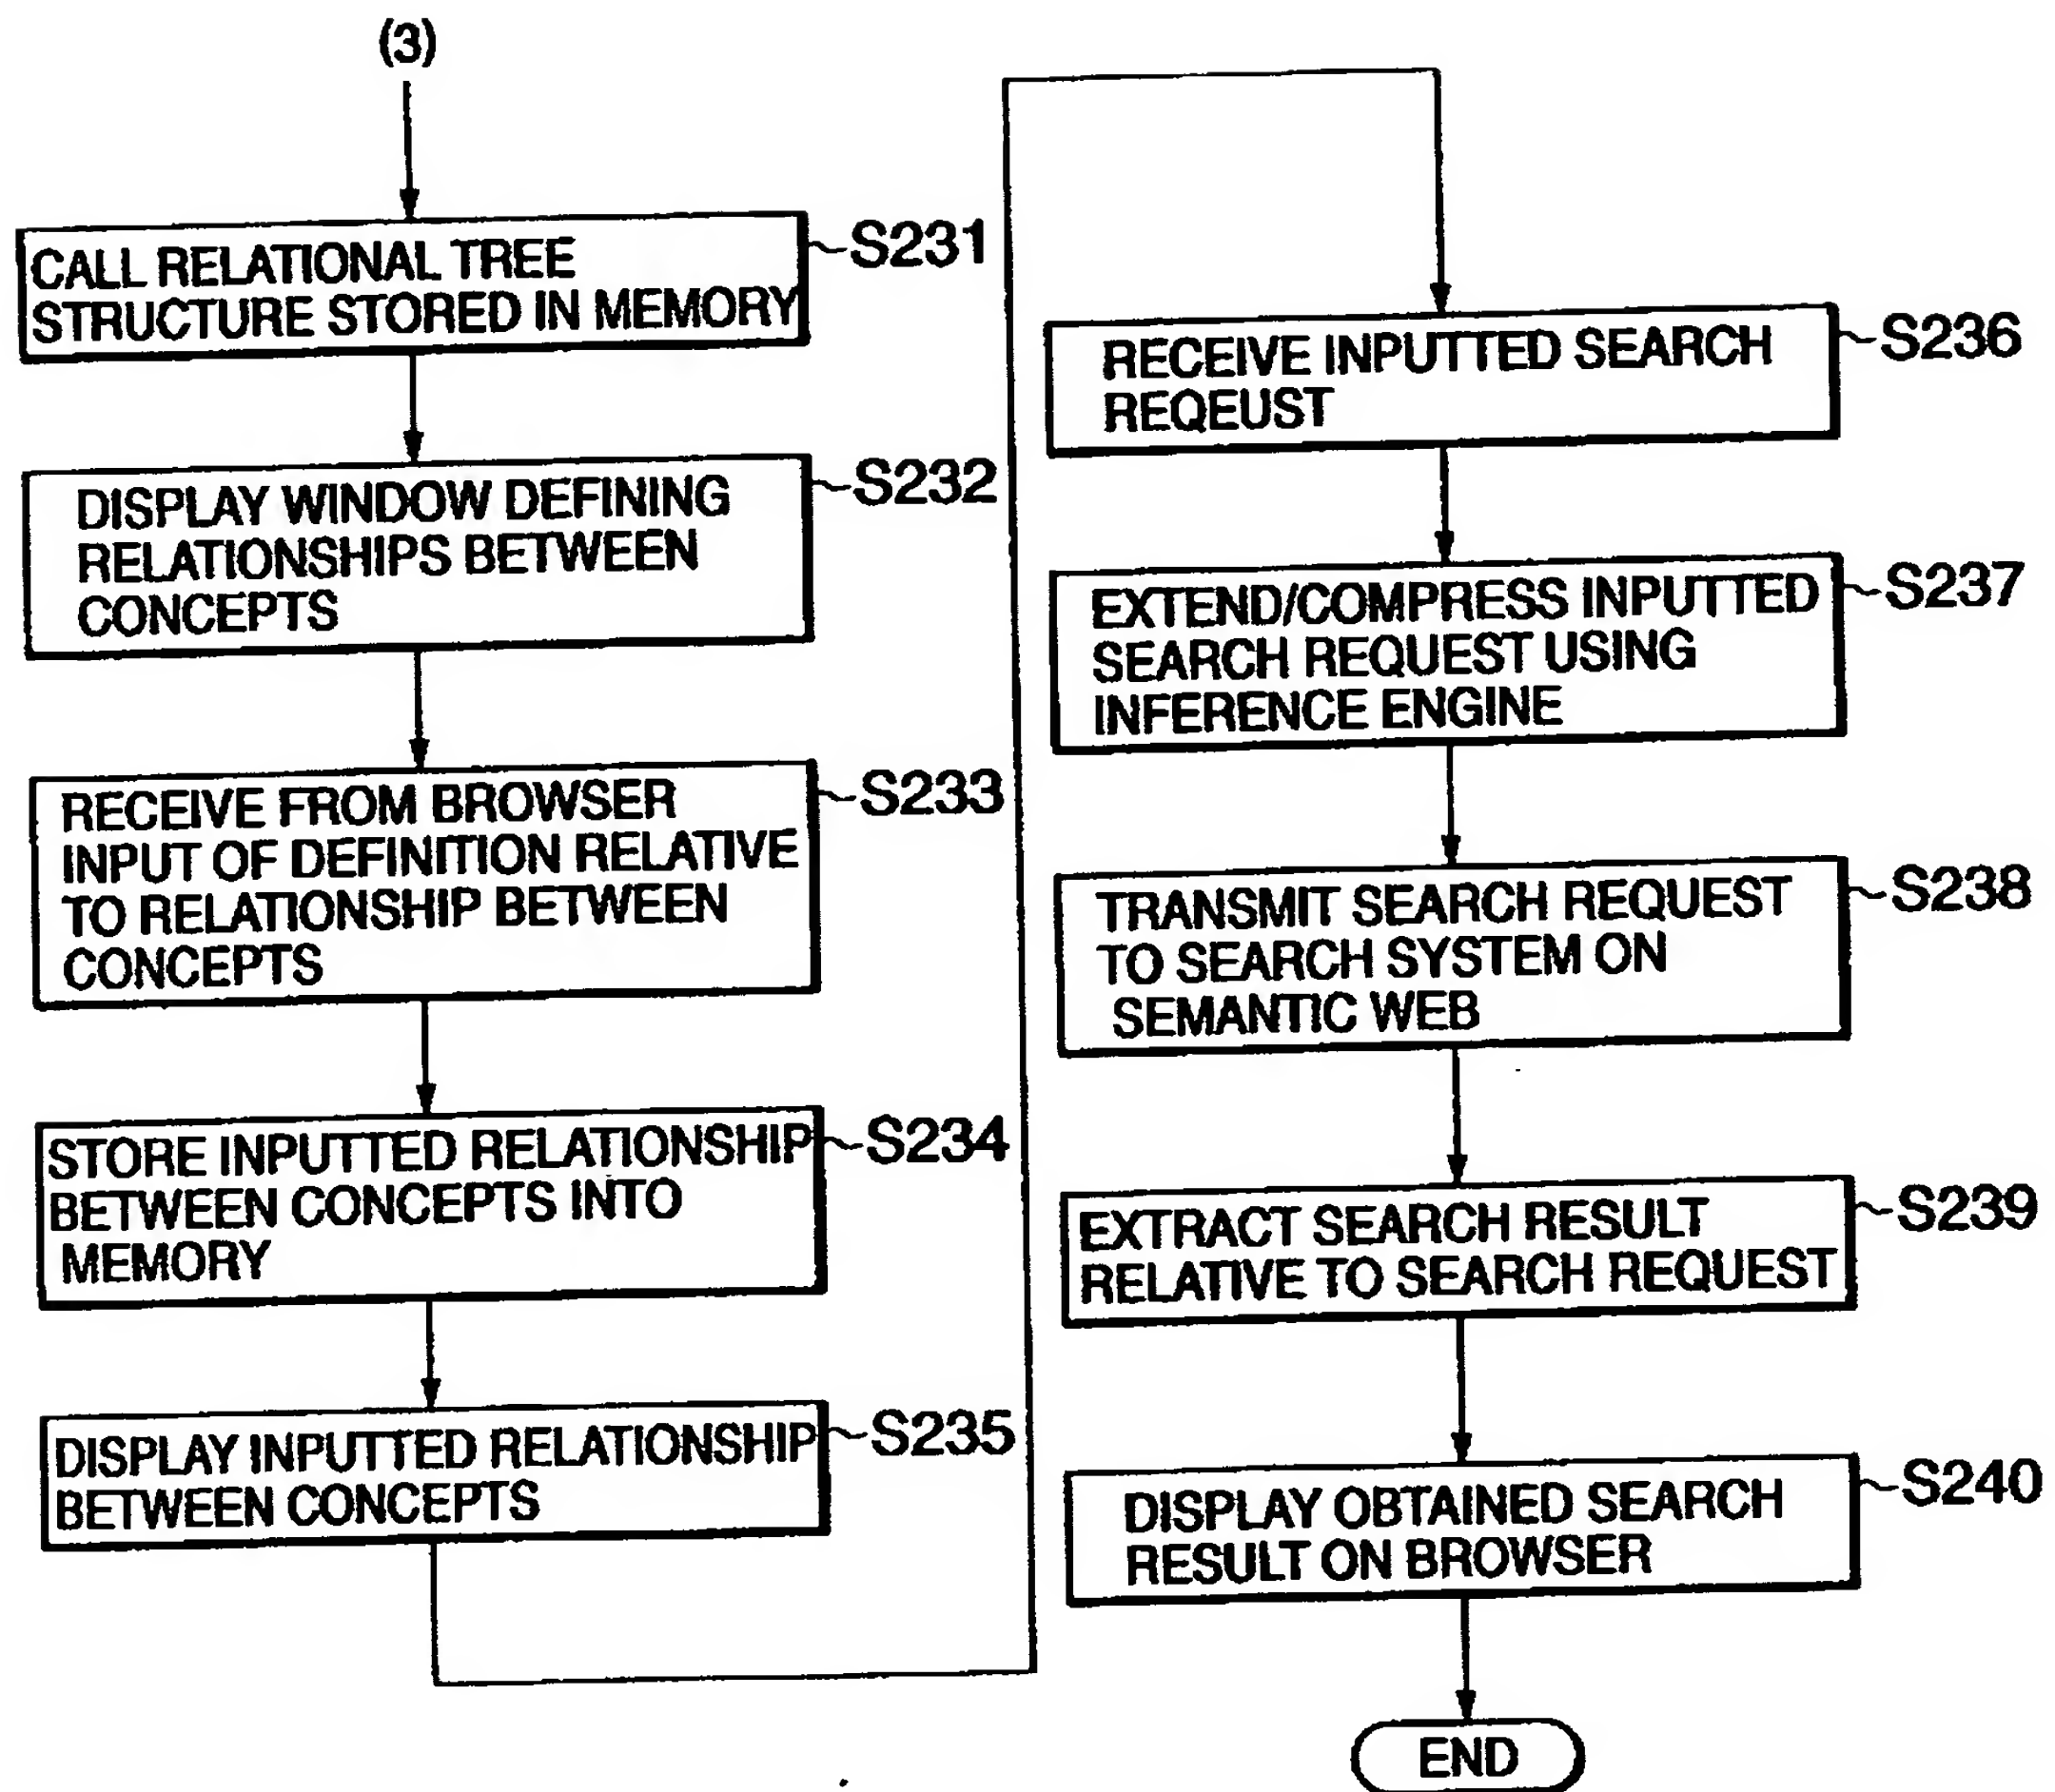 (3)
CALL RELATIONAL TREE
STRUCTURE STORED IN MEMORY
S231
DISPLAY WINDOW DEFINING
RELATIONSHIPS BETWEEN
CONCEPTS
S232
RECEIVE FROM BROWSER
INPUT OF DEFINITION RELATIVE
TO RELATIONSHIP BETWEEN
CONCEPTS
S233
STORE INPUTTED RELATIONSHIP
BETWEEN CONCEPTS INTO
MEMORY
S234
DISPLAY INPUTTED RELATIONSHIP
BETWEEN CONCEPTS
S235
RECEIVE INPUTTED SEARCH
REQEUST
S236
EXTEND/COMPRESS INPUTTED
SEARCH REQUEST USING
INFERENCE ENGINE
S237
TRANSMIT SEARCH REQUEST
TO SEARCH SYSTEM ON
SEMANTIC WEB
S238
EXTRACT SEARCH RESULT
RELATIVE TO SEARCH REQUEST
S239
DISPLAY OBTAINED SEARCH
RESULT ON BROWSER
S240
END